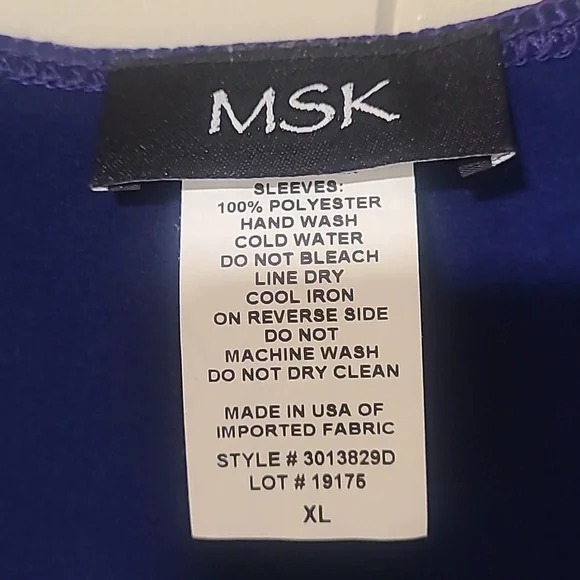 MSK
SLEEVES:
100% POLYESTER
HAND WASH
COLD WATER
DO NOT BLEACH
LINE DRY
COOL IRON
ON REVERSE SIDE
DO NOT
MACHINE WASH
DO NOT DRY CLEAN
MADE IN USA OF
IMPORTED FABRIC
STYLE # 3013829D
LOT # 19175
XL